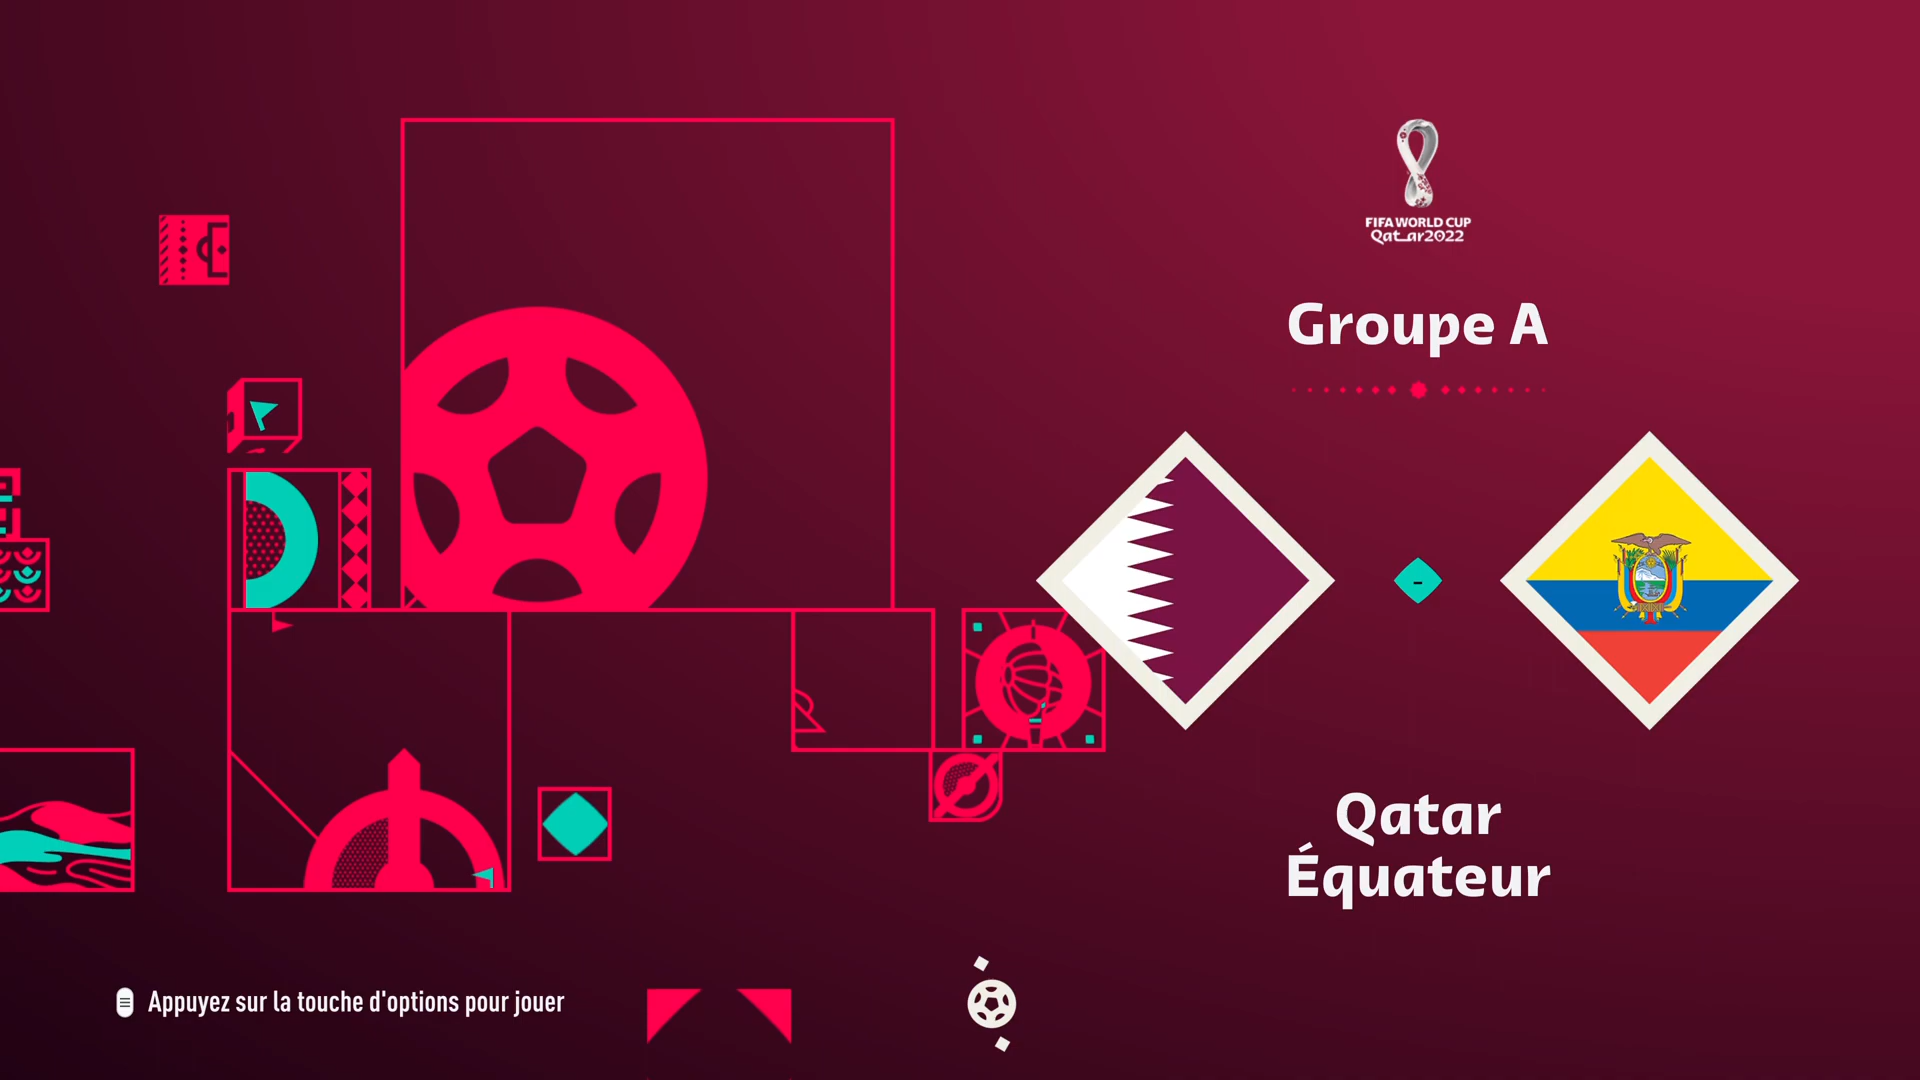 FIFA WORLD CUP
Qatar2022
Groupe A
-
Qatar
Équateur
Appuyez sur la touche d'options pour jouer